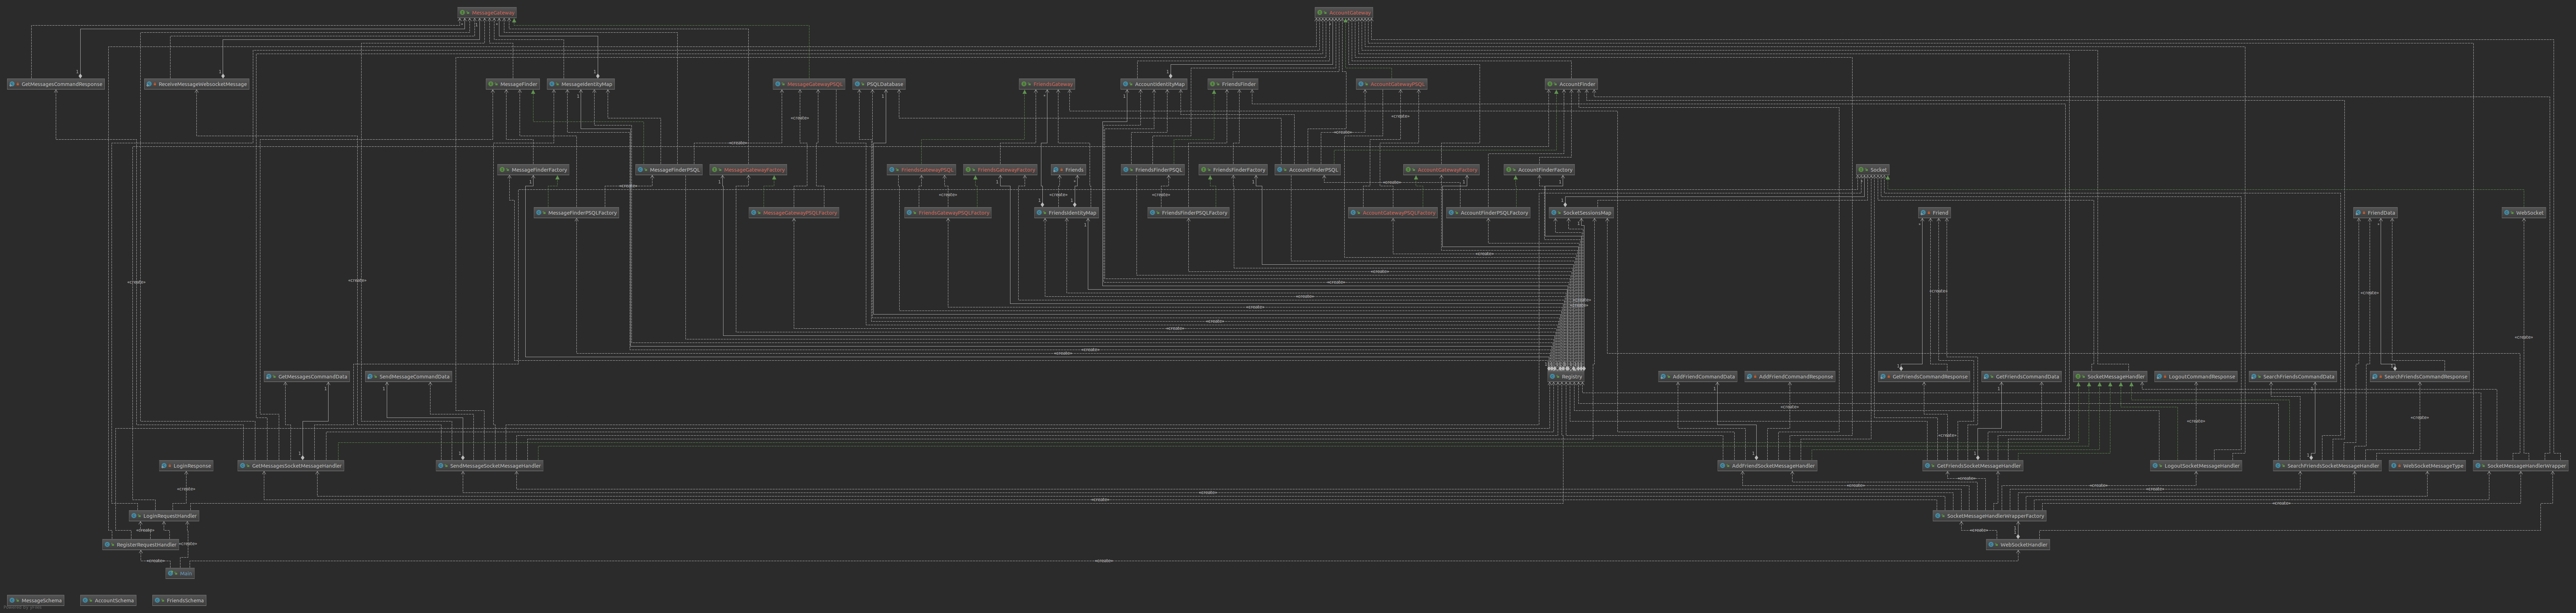 MessageGateway
AccountGateway
GetMessagesCommandResponse
ReceiveMessageWebsocketMessage
MessageFinder
MessageIdentityMap
MessageGatewayPSQL
PSQLDatabase
FriendsGateway
AccountIdentityMap
FriendsFinder
AccountGatewayPSQL
AccountFinder
MessageFinderFactory
MessageFinderPSQL
MessageGatewayFactory
FriendsGatewayPSQL
FriendsGatewayFactory
Friends
FriendsFinderPSQL
FriendsFinderFactory
AccountFinderPSQL
AccountGatewayFactory
AccountFinderFactory
Socket
MessageFinderPSQLFactory
MessageGatewayPSQLFactory
FriendsGatewayPSQLFactory
FriendsIdentityMap
FriendsFinderPSQLFactory
AccountGatewayPSQLFactory
AccountFinderPSQLFactory
SocketSessionsMap
Friend
FriendData
WebSocket
GetMessagesCommandData
SendMessageCommandData
Registry
AddFriendCommandData
AddFriendCommandResponse
GetFriendsCommandResponse
GetFriendsCommandData
SocketMessageHandler
LogoutCommandResponse
SearchFriendsCommandData
SearchFriendsCommandResponse
LoginResponse
GetMessagesSocketMessageHandler
SendMessageSocketMessageHandler
AddFriendSocketMessageHandler
GetFriendsSocketMessageHandler
LogoutSocketMessageHandler
SearchFriendsSocketMessageHandler
WebSocketMessageType
SocketMessageHandlerWrapper
LoginRequestHandler
SocketMessageHandlerWrapperFactory
RegisterRequestHandler
WebSocketHandler
Main
MessageSchema
AccountSchema
FriendsSchema